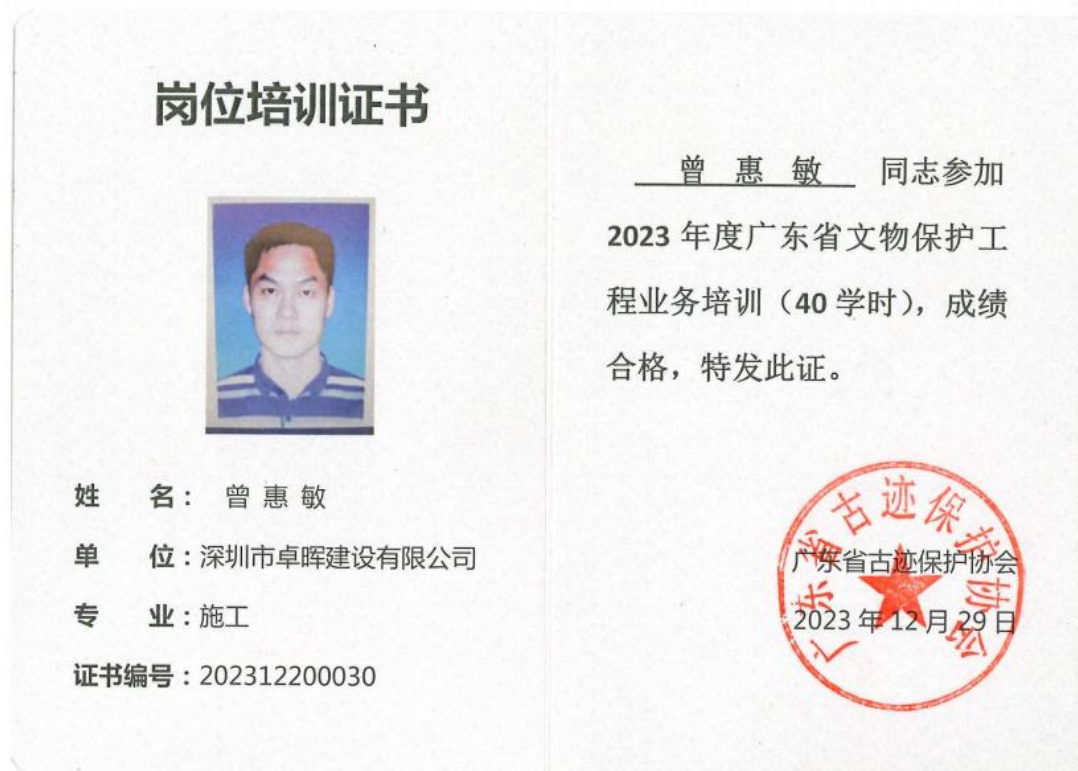 岗位培训证书
姓 名： 曾惠敏
单 位：深圳市卓晖建设有限公司
专 业：施工
证书编号：202312200030
曾惠敏 同志参加
2023 年度广东省文物保护工
程业务培训（40 学时），成绩
合格，特发此证。
广东省古迹保护协会
广东省古迹保护协会
2023 年 12 月 29 日